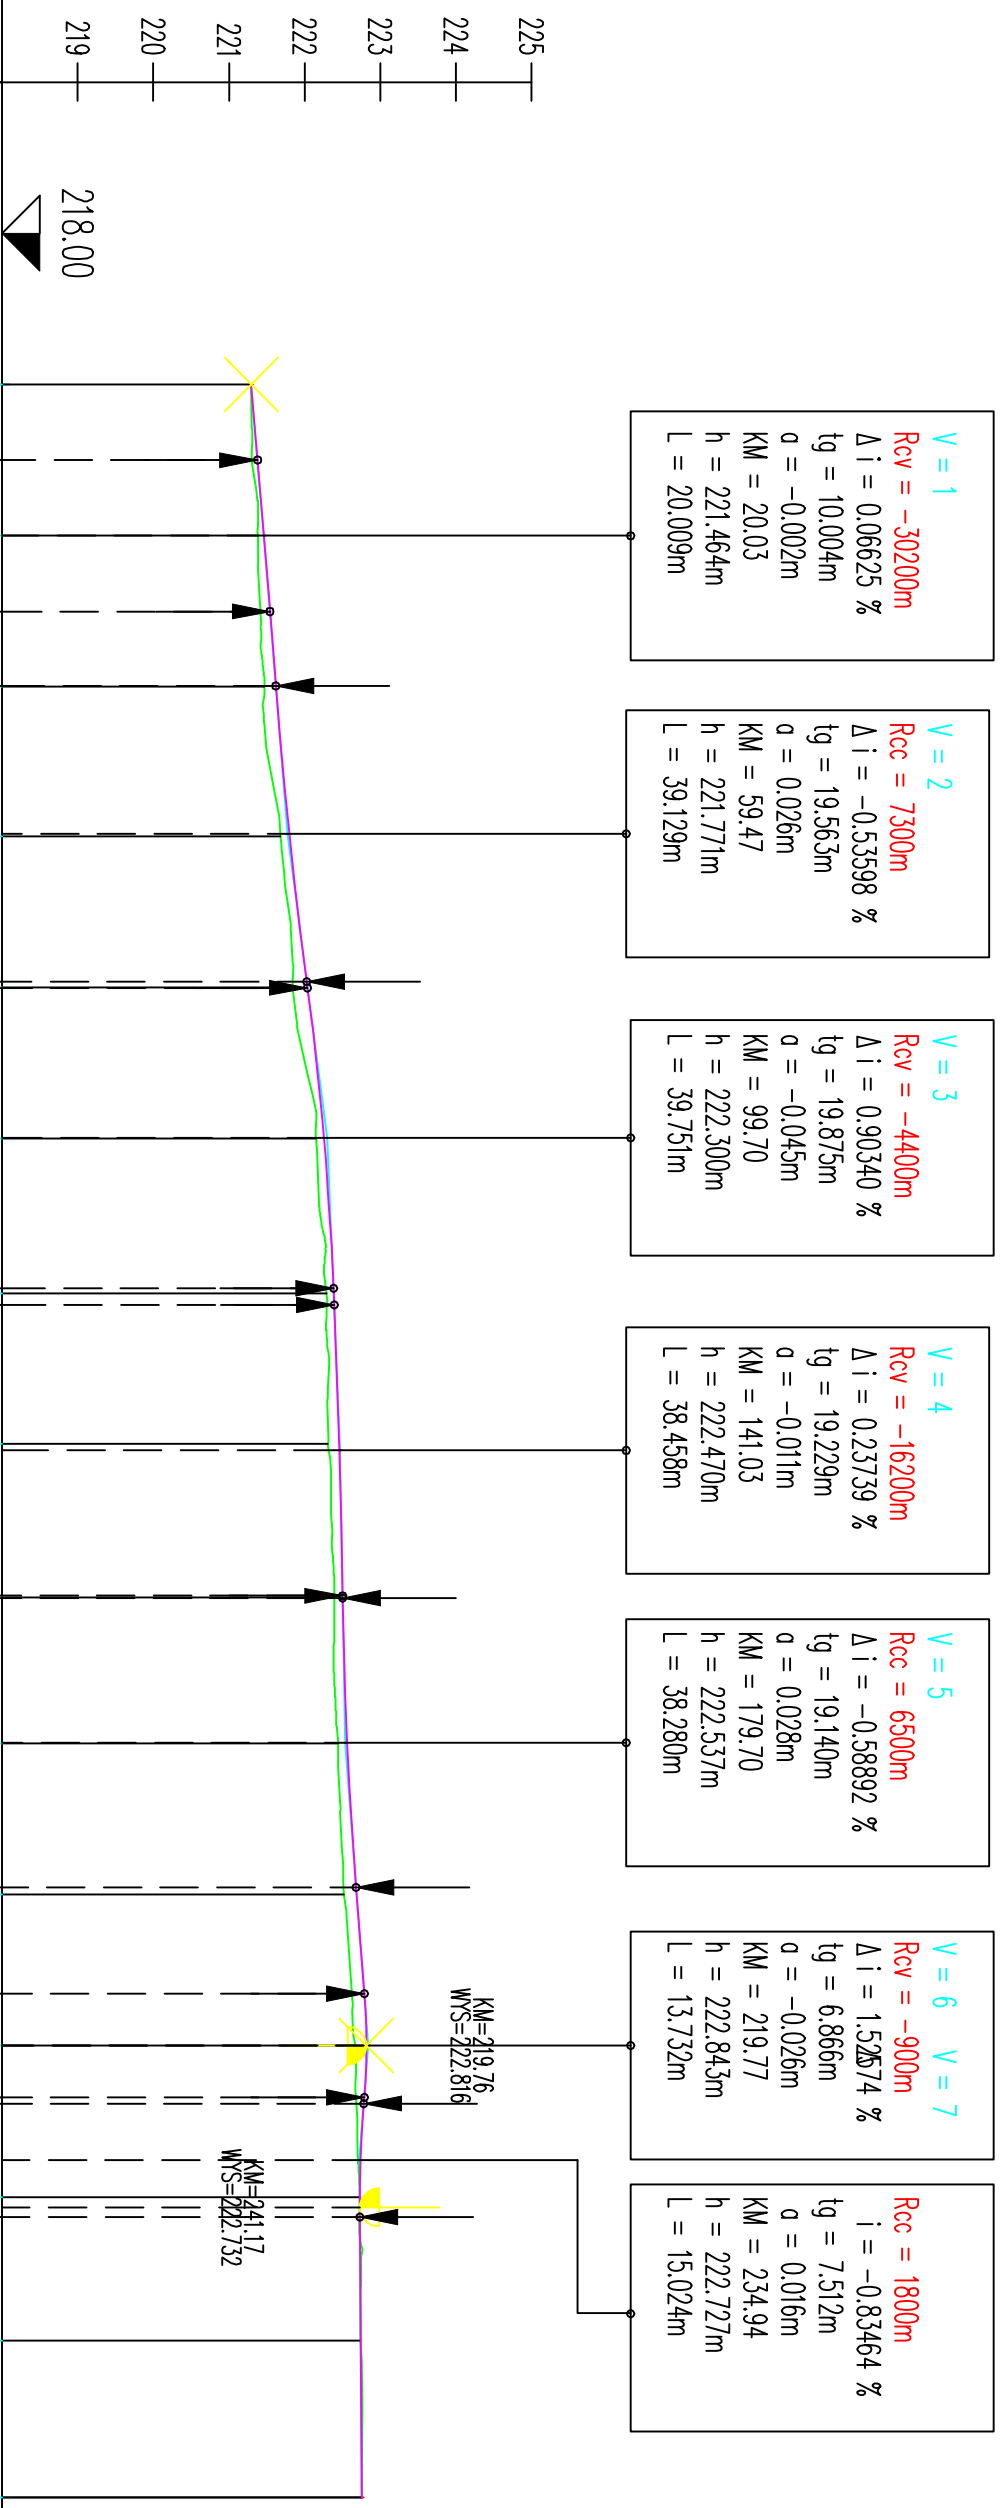 225
224
223
222
221
220
219
218.00
V = 1
Rcv = -30200m
Δ i = 0.06625 %
tg = 10.004m
a = -0.002m
KM = 20.03
h = 221.464m
L = 20.009m
V = 2
Rcc = 7300m
Δ i = -0.53598 %
tg = 19.563m
a = 0.026m
KM = 59.47
h = 221.771m
L = 39.129m
V = 3
Rcv = -4400m
Δ i = 0.90340 %
tg = 19.875m
a = -0.045m
KM = 99.70
h = 222.300m
L = 39.751m
V = 4
Rcv = -16200m
Δ i = 0.23739 %
tg = 19.229m
a = -0.011m
KM = 141.03
h = 222.470m
L = 38.458m
V = 5
Rcc = 6500m
Δ i = -0.58892 %
tg = 19.140m
a = 0.028m
KM = 179.70
h = 222.537m
L = 38.280m
V = 6
Rcv = -900m
Δ i = 1.52574 %
tg = 6.866m
a = -0.026m
KM = 219.77
h = 222.843m
L = 13.732m
V = 7
Rcc = 1800m
Δ i = -0.83464 %
tg = 7.512m
a = 0.016m
KM = 234.94
h = 222.727m
L = 15.024m
KM=219.76
WYS=222.816
KM=241.17
WYS=222.732